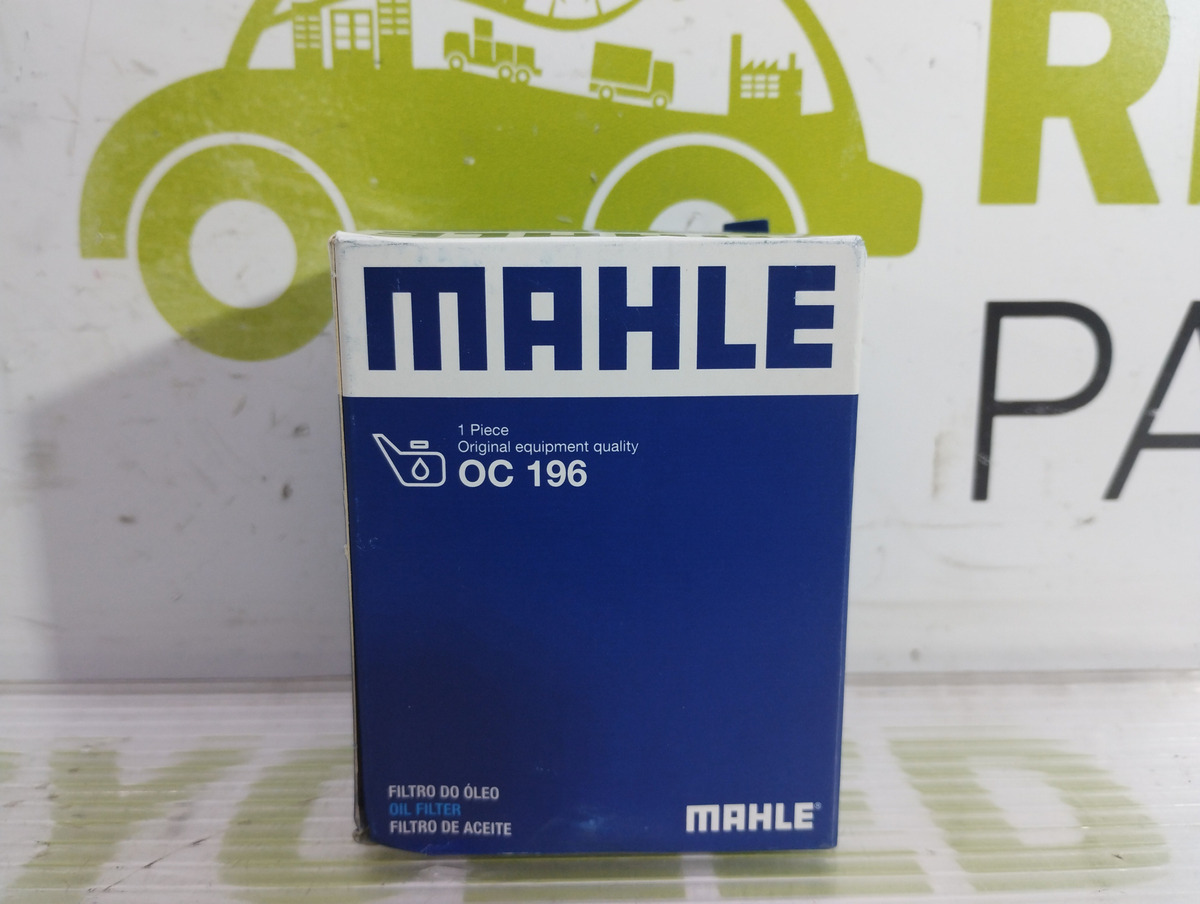 MAHLE
1 Piece
Original equipment quality
OC 196
FILTRO DO ÓLEO
OIL FILTER
FILTRO DE ACEITE
MAHLE®